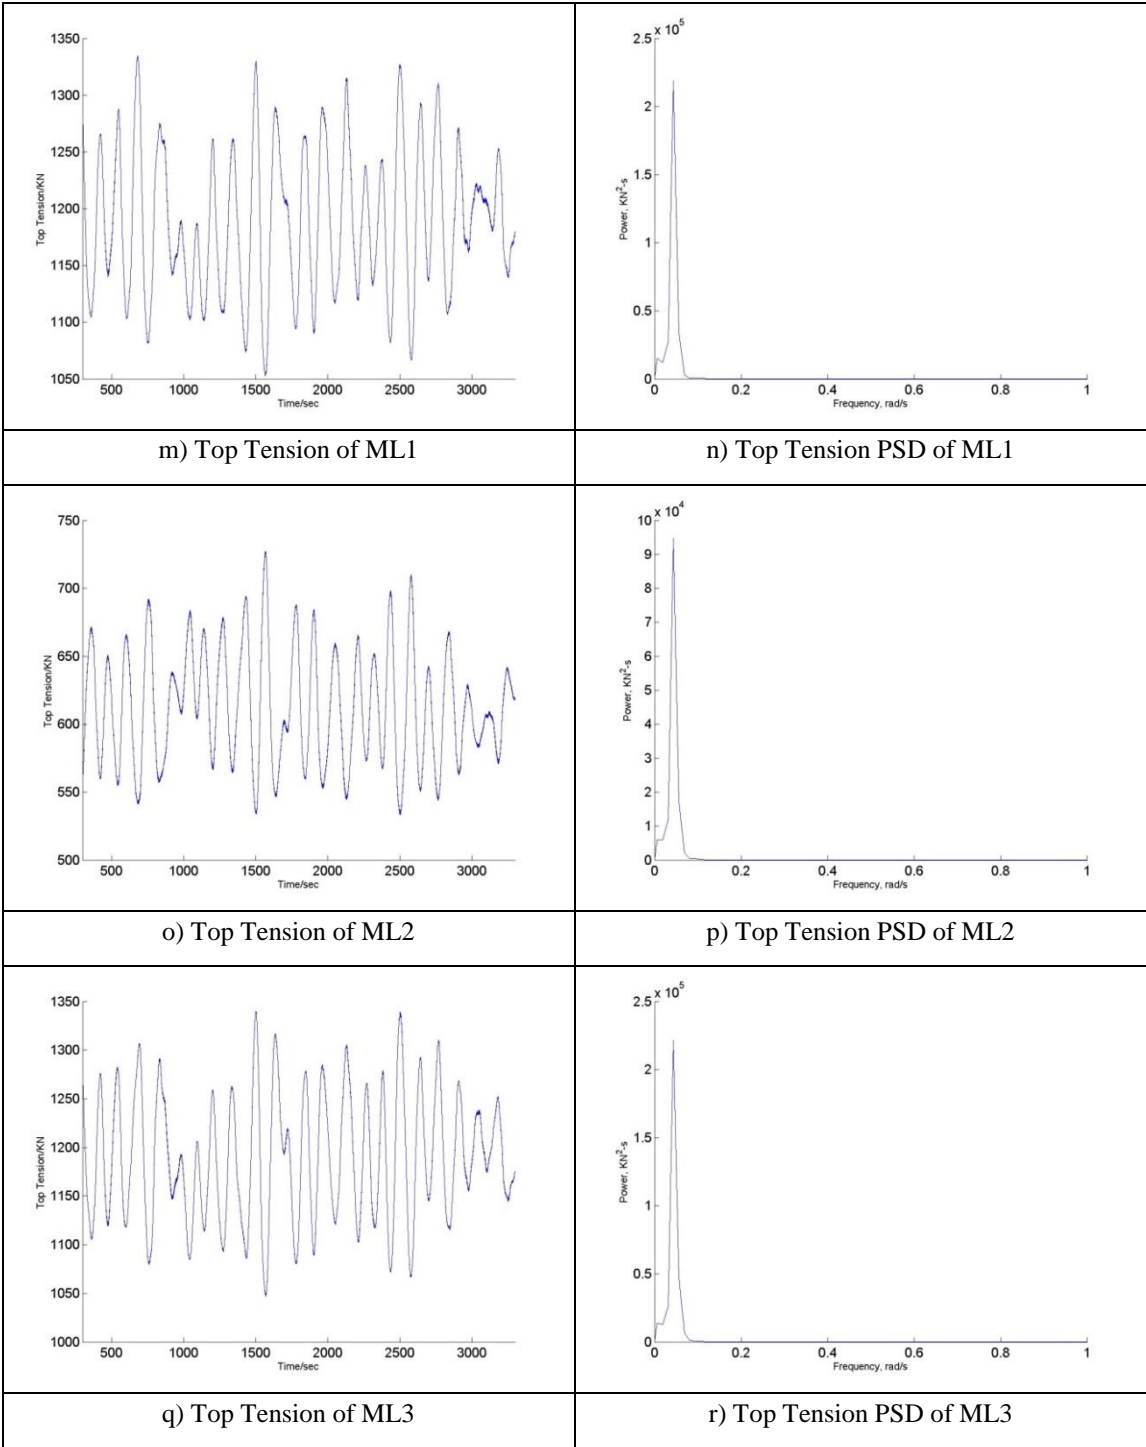 1350
1300
1250
1200
1150
1100
1050
Top Tension/KN
500 1000 1500 2000 2500 3000
Time/sec
2.5 x 10^5
2
1.5
1
0.5
0
Power, KN²-s
0 0.2 0.4 0.6 0.8 1
Frequency, rad/s
m) Top Tension of ML1
n) Top Tension PSD of ML1
750
700
650
600
550
500
Top Tension/KN
500 1000 1500 2000 2500 3000
Time/sec
10 x 10^4
9
8
7
6
5
4
3
2
1
0
Power, KN²-s
0 0.2 0.4 0.6 0.8 1
Frequency, rad/s
o) Top Tension of ML2
p) Top Tension PSD of ML2
1350
1300
1250
1200
1150
1100
1050
1000
Top Tension/KN
500 1000 1500 2000 2500 3000
Time/sec
2.5 x 10^5
2
1.5
1
0.5
0
Power, KN²-s
0 0.2 0.4 0.6 0.8 1
Frequency, rad/s
q) Top Tension of ML3
r) Top Tension PSD of ML3